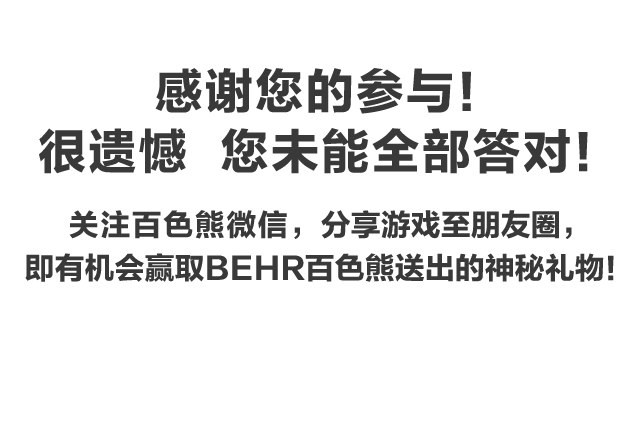 感谢您的参与!
很遗憾 您未能全部答对!
关注百色熊微信，分享游戏至朋友圈，
即有机会赢取BEHR百色熊送出的神秘礼物!